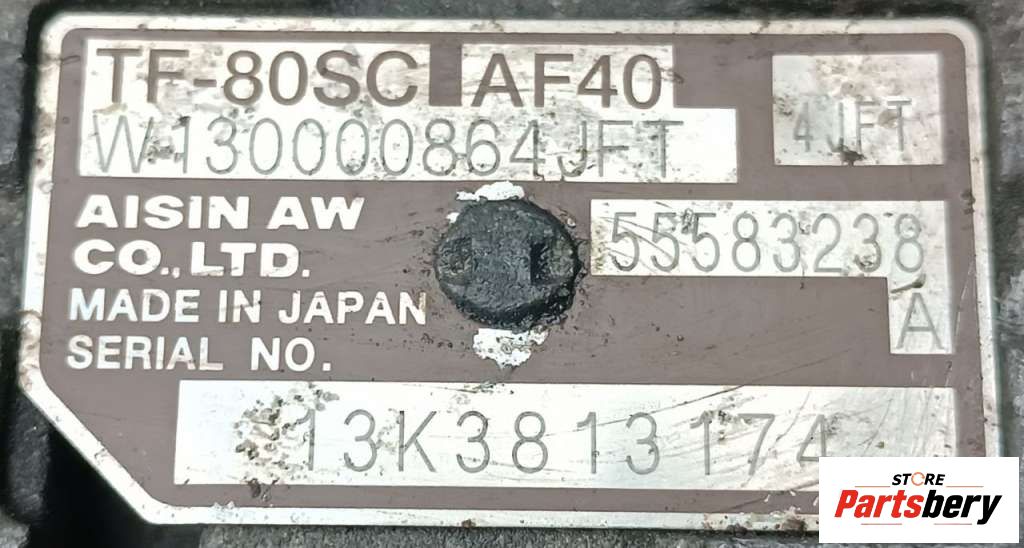 TF-80SC AF40
W130000864JFT
4JFT
AISIN AW
CO., LTD.
55583238
A
MADE IN JAPAN
SERIAL NO.
13K3813174
STORE
Partsbery